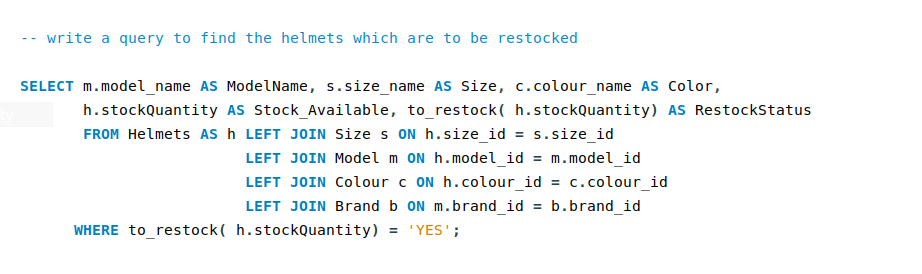 -- write a query to find the helmets which are to be restocked
SELECT m.model_name AS ModelName, s.size_name AS Size, c.colour_name AS Color,
h.stockQuantity AS Stock_Available, to_restock( h.stockQuantity) AS RestockStatus
FROM Helmets AS h LEFT JOIN Size s ON h.size_id = s.size_id
LEFT JOIN Model m ON h.model_id = m.model_id
LEFT JOIN Colour c ON h.colour_id = c.colour_id
LEFT JOIN Brand b ON m.brand_id = b.brand_id
WHERE to_restock( h.stockQuantity) = 'YES';